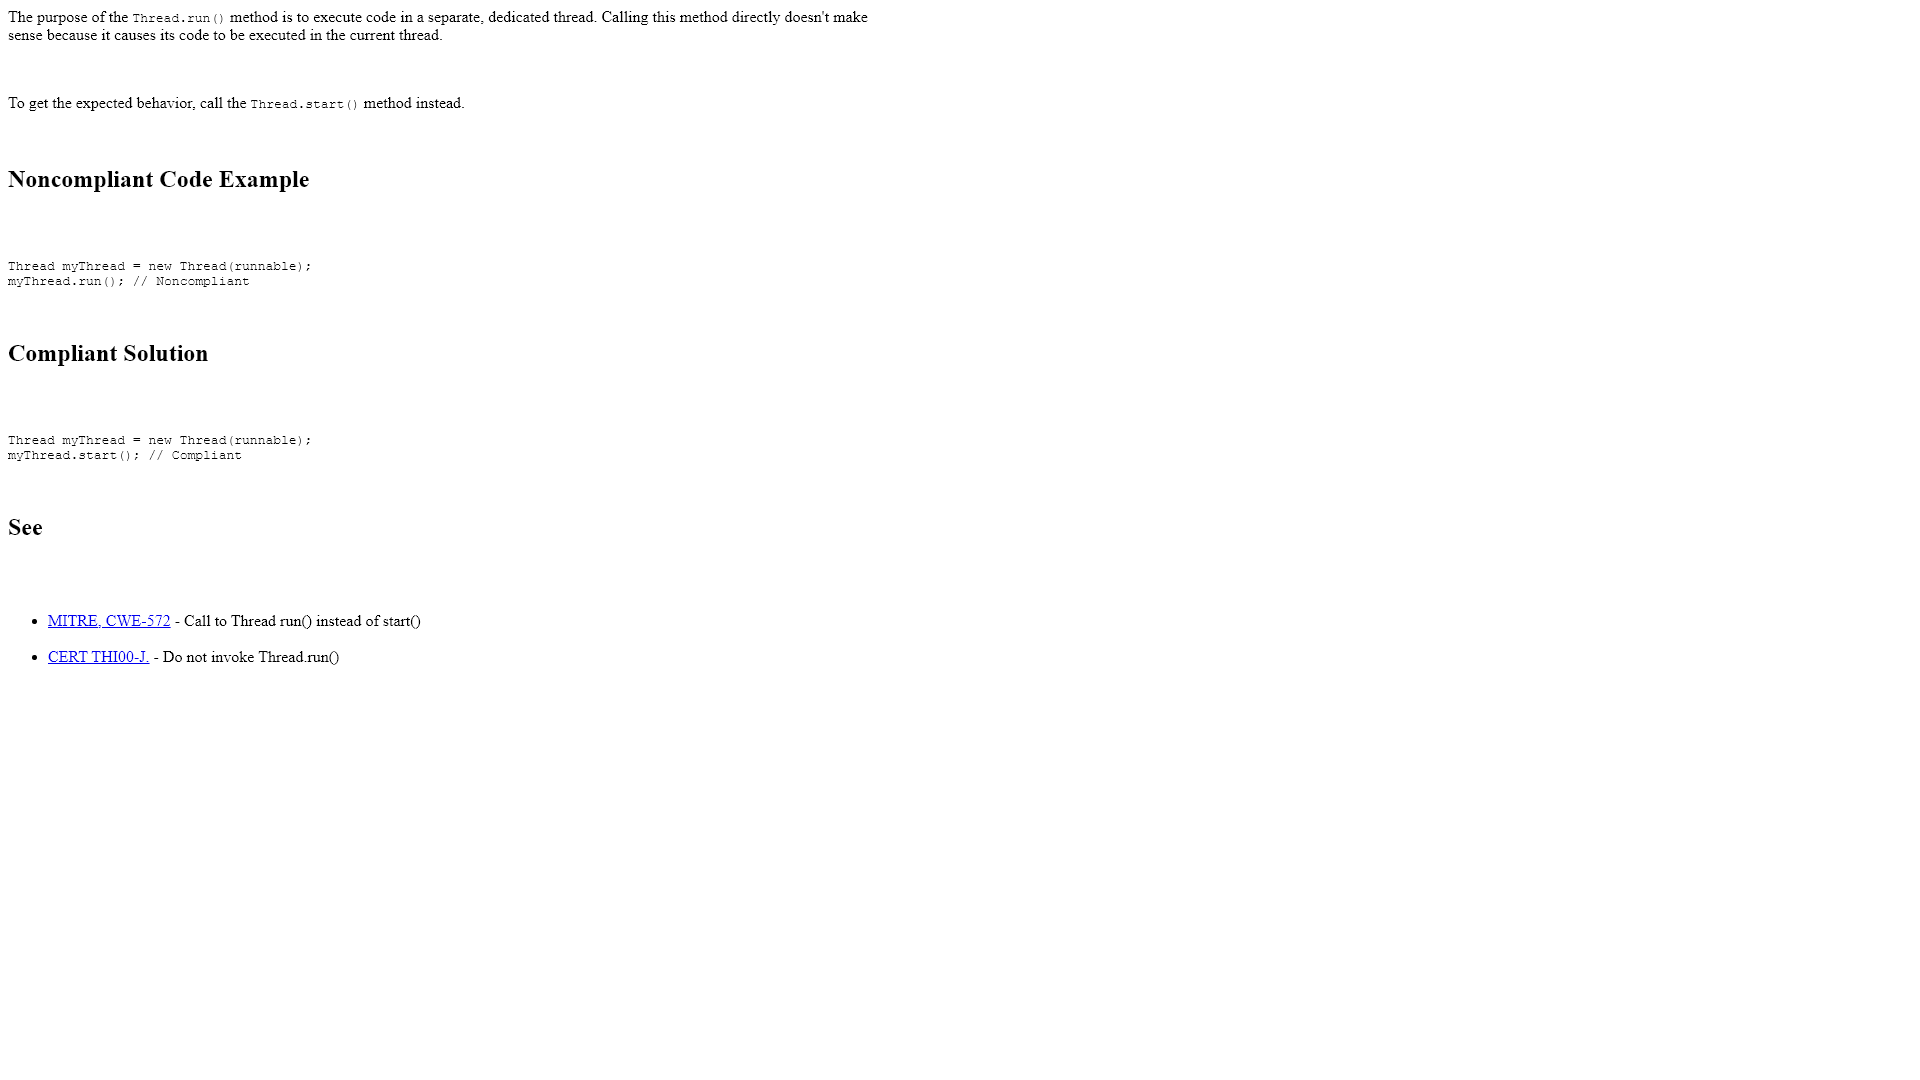 The purpose of the Thread.run() method is to execute code in a separate, dedicated thread. Calling this method directly doesn't make
sense because it causes its code to be executed in the current thread.
To get the expected behavior, call the Thread.start() method instead.
Noncompliant Code Example
Thread myThread = new Thread(runnable);
myThread.run(); // Noncompliant
Compliant Solution
Thread myThread = new Thread(runnable);
myThread.start(); // Compliant
See
• MITRE, CWE-572 - Call to Thread run() instead of start()
• CERT THI00-J. - Do not invoke Thread.run()